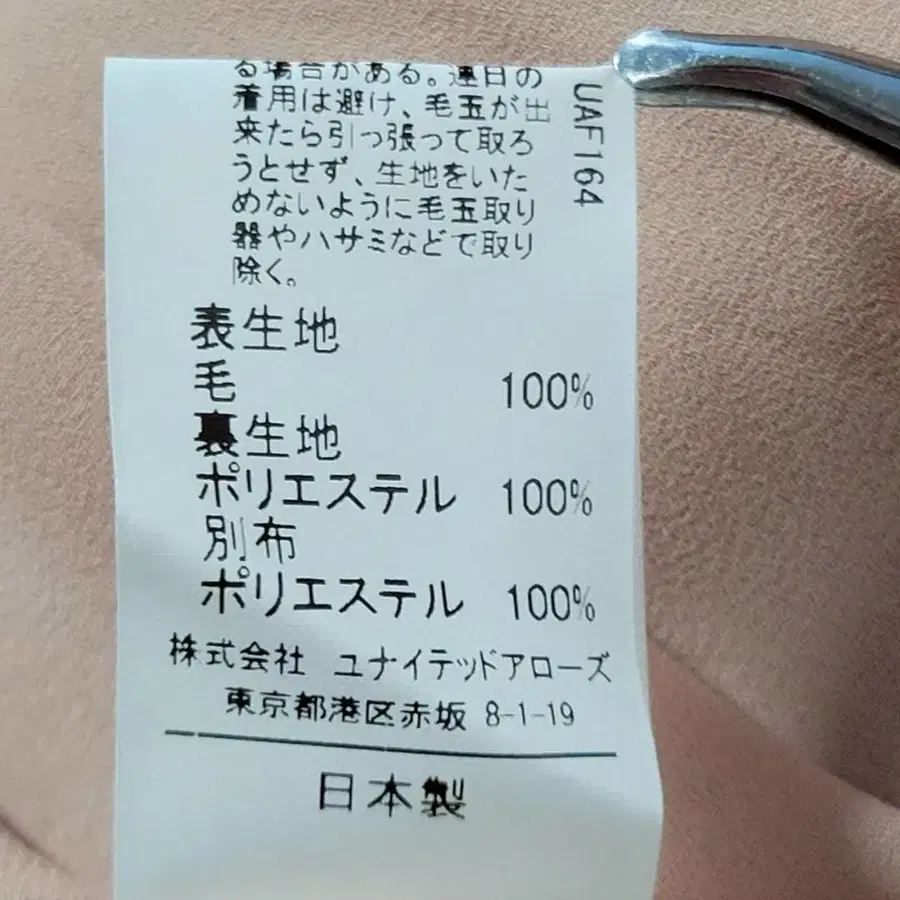 る場合がある。連日の
着用は避け、毛玉が出
来たら引っ張って取ろ
うとせず、生地をいた
めないように毛玉取り
器やハサミなどで取り
除く。
UAF164
表生地
毛 100%
裏生地
ポリエステル 100%
別布
ポリエステル 100%
株式会社 ユナイテッドアローズ
東京都港区赤坂 8-1-19
日本製